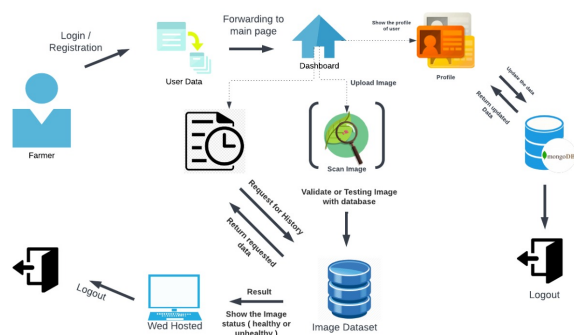 Login /
Registration
Forwarding to
main page
Show the profile
of user
User Data
Dashboard
Profile
Farmer
Upload Image
Update the data
Return updated
Data
Scan Image
mongoDB
Validate or Testing Image
with database
Request for History
Return requested
data
Logout
Logout
Result
Wed Hosted
Show the Image
status ( healthy or
unhealthy )
Image Dataset